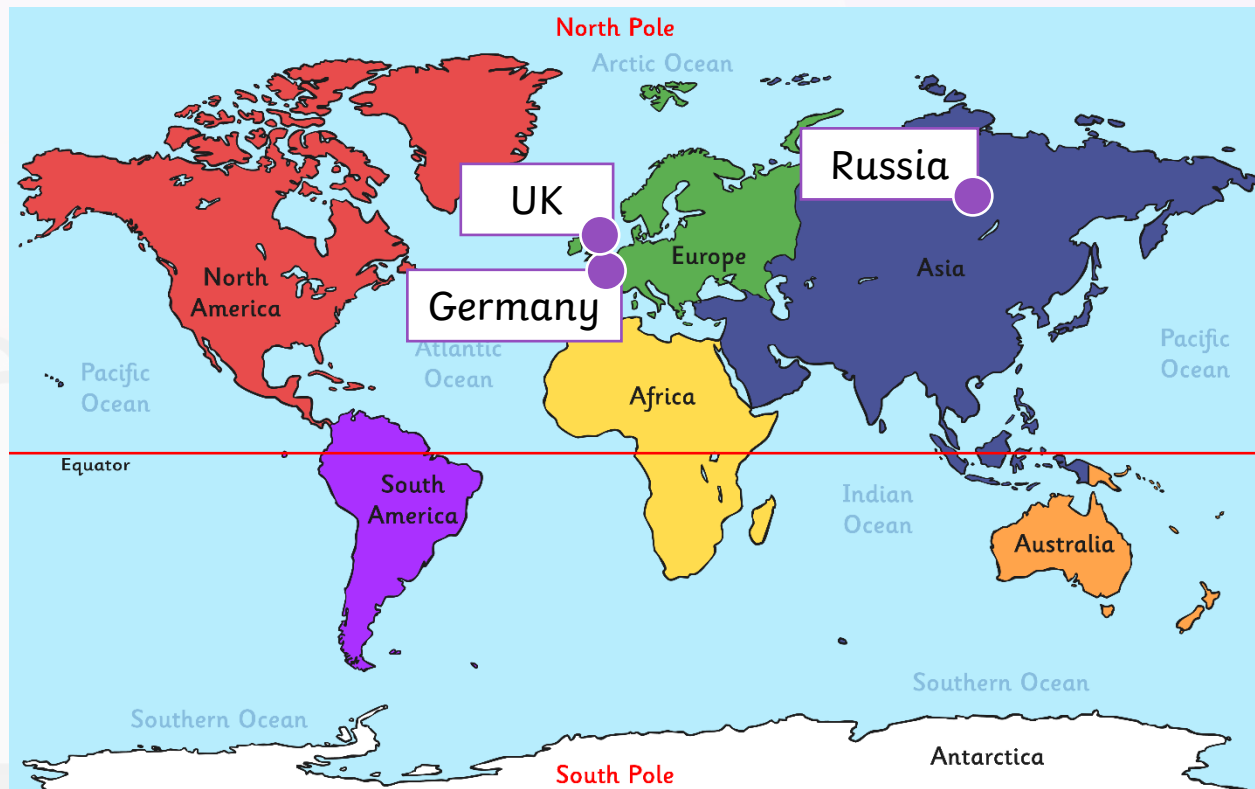 North Pole
Arctic Ocean
Russia
UK
Europe
Asia
North
America
Germany
Atlantic
Ocean
Pacific
Ocean
Pacific
Ocean
Africa
Equator
South
America
Indian
Ocean
Australia
Southern Ocean
Southern Ocean
Antarctica
South Pole